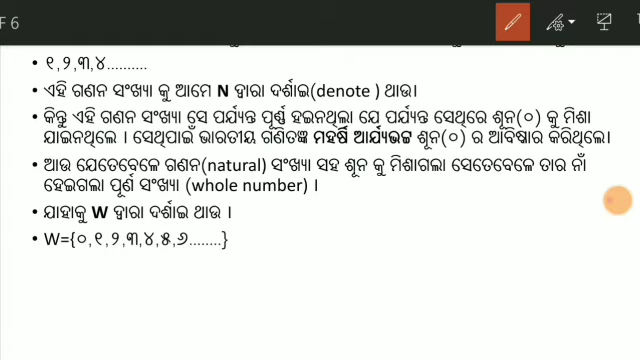 F 6
• ୧,୨,୩,୪..........
• ଏହି ଗଣନ ସଂଖ୍ୟା କୁ ଆମେ N ଦ୍ୱାରା ଦର୍ଶାଇ(denote ) ଥାଉ।
• କିନ୍ତୁ ଏହି ଗଣନ ସଂଖ୍ୟା ସେ ପର୍ଯ୍ୟନ୍ତ ପୂର୍ଣ୍ଣ ହଇନଥିଲା ଯେ ପର୍ଯ୍ୟନ୍ତ ସେଥିରେ ଶୂନ(୦) କୁ ମିଶା
ଯାଇନଥିଲେ । ସେଥିପାଇଁ ଭାରତୀୟ ଗଣିତଜ୍ଞ ମହର୍ଷି ଆର୍ଯ୍ୟଭଟ୍ଟ ଶୂନ(୦) ର ଆବିଷ୍କାର କରିଥିଲେ।
• ଆଉ ଯେତେବେଳେ ଗଣନ(natural) ସଂଖ୍ୟା ସହ ଶୂନ କୁ ମିଶାଗଲା ସେତେବେଳେ ତାର ନାଁ
ହେଇଗଲା ପୂର୍ଣ ସଂଖ୍ୟା (whole number) ।
• ଯାହାକୁ W ଦ୍ୱାରା ଦର୍ଶାଇ ଥାଉ ।
• W={୦,୧,୨,୩,୪,୫,୬........}